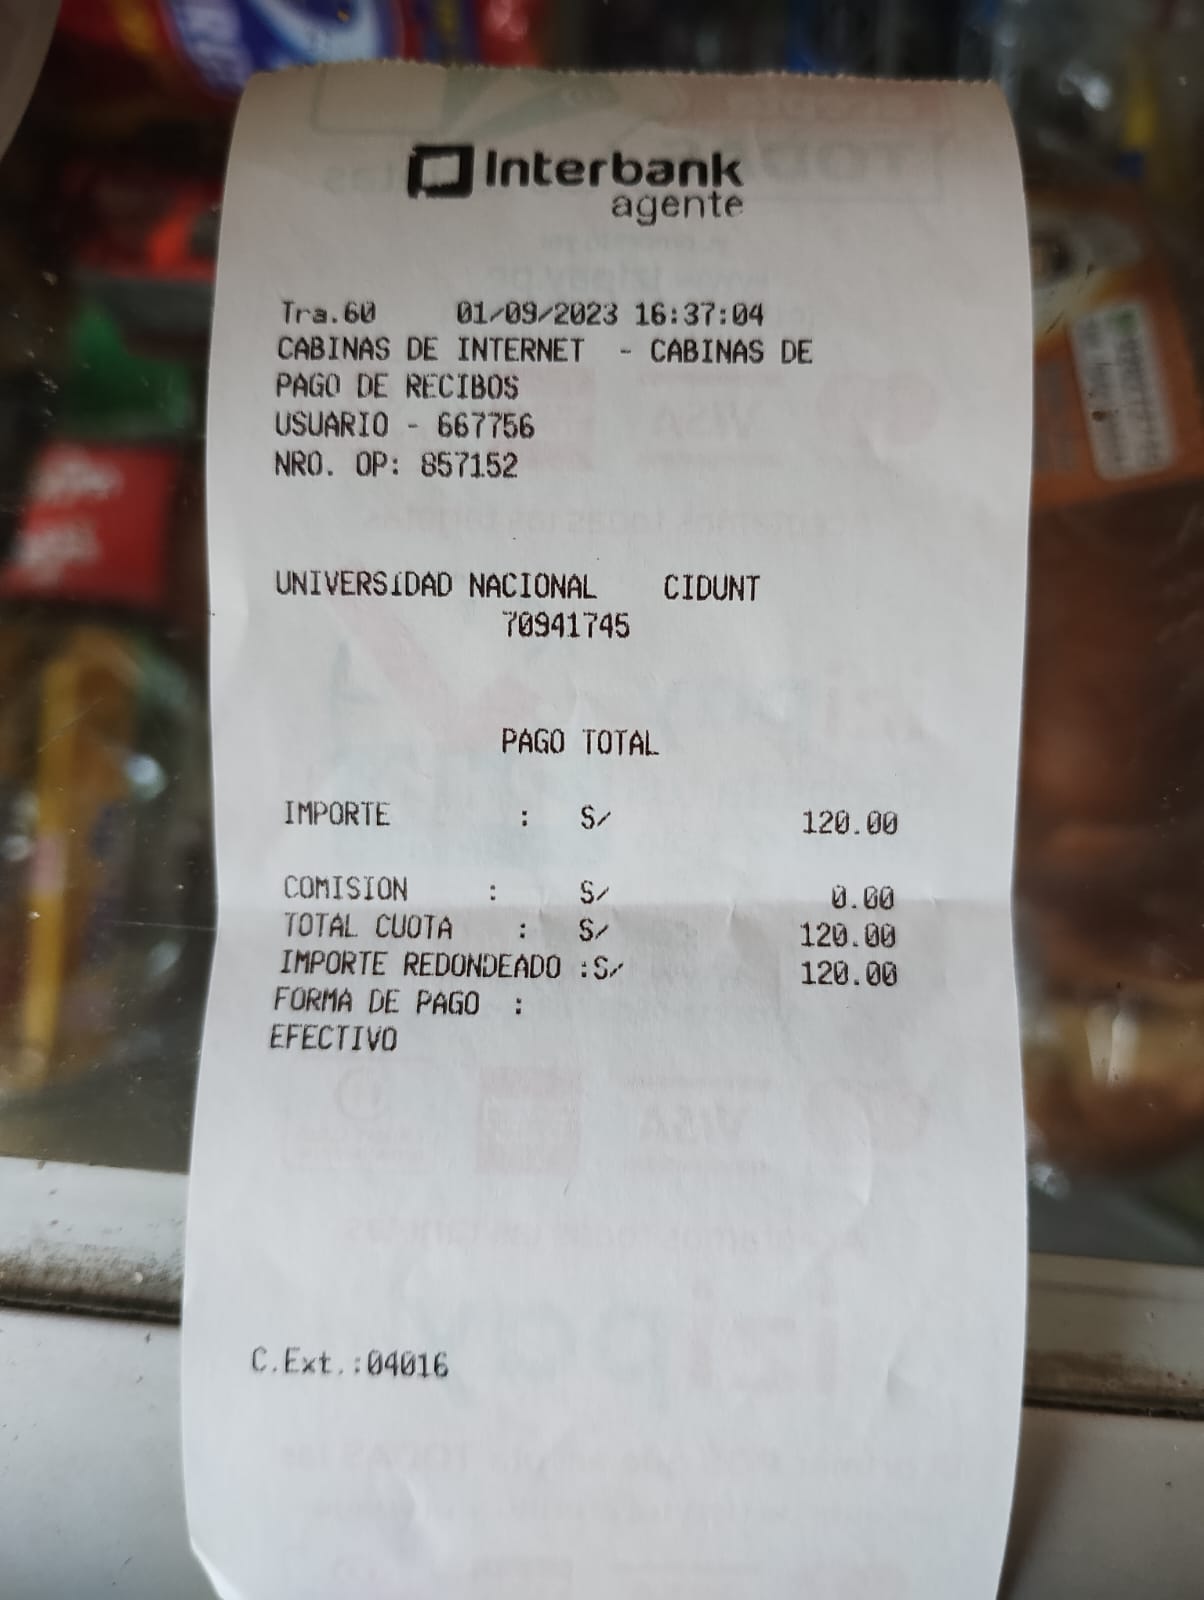 Interbank
agente
Tra.60 01/09/2023 16:37:04
CABINAS DE INTERNET - CABINAS DE
PAGO DE RECIBOS
USUARIO - 667756
NRO. OP: 857152
UNIVERSIDAD NACIONAL CIDUNT
70941745
PAGO TOTAL
IMPORTE : S/ 120.00
COMISION : S/ 0.00
TOTAL CUOTA : S/ 120.00
IMPORTE REDONDEADO :S/ 120.00
FORMA DE PAGO :
EFECTIVO
C.Ext.:04016